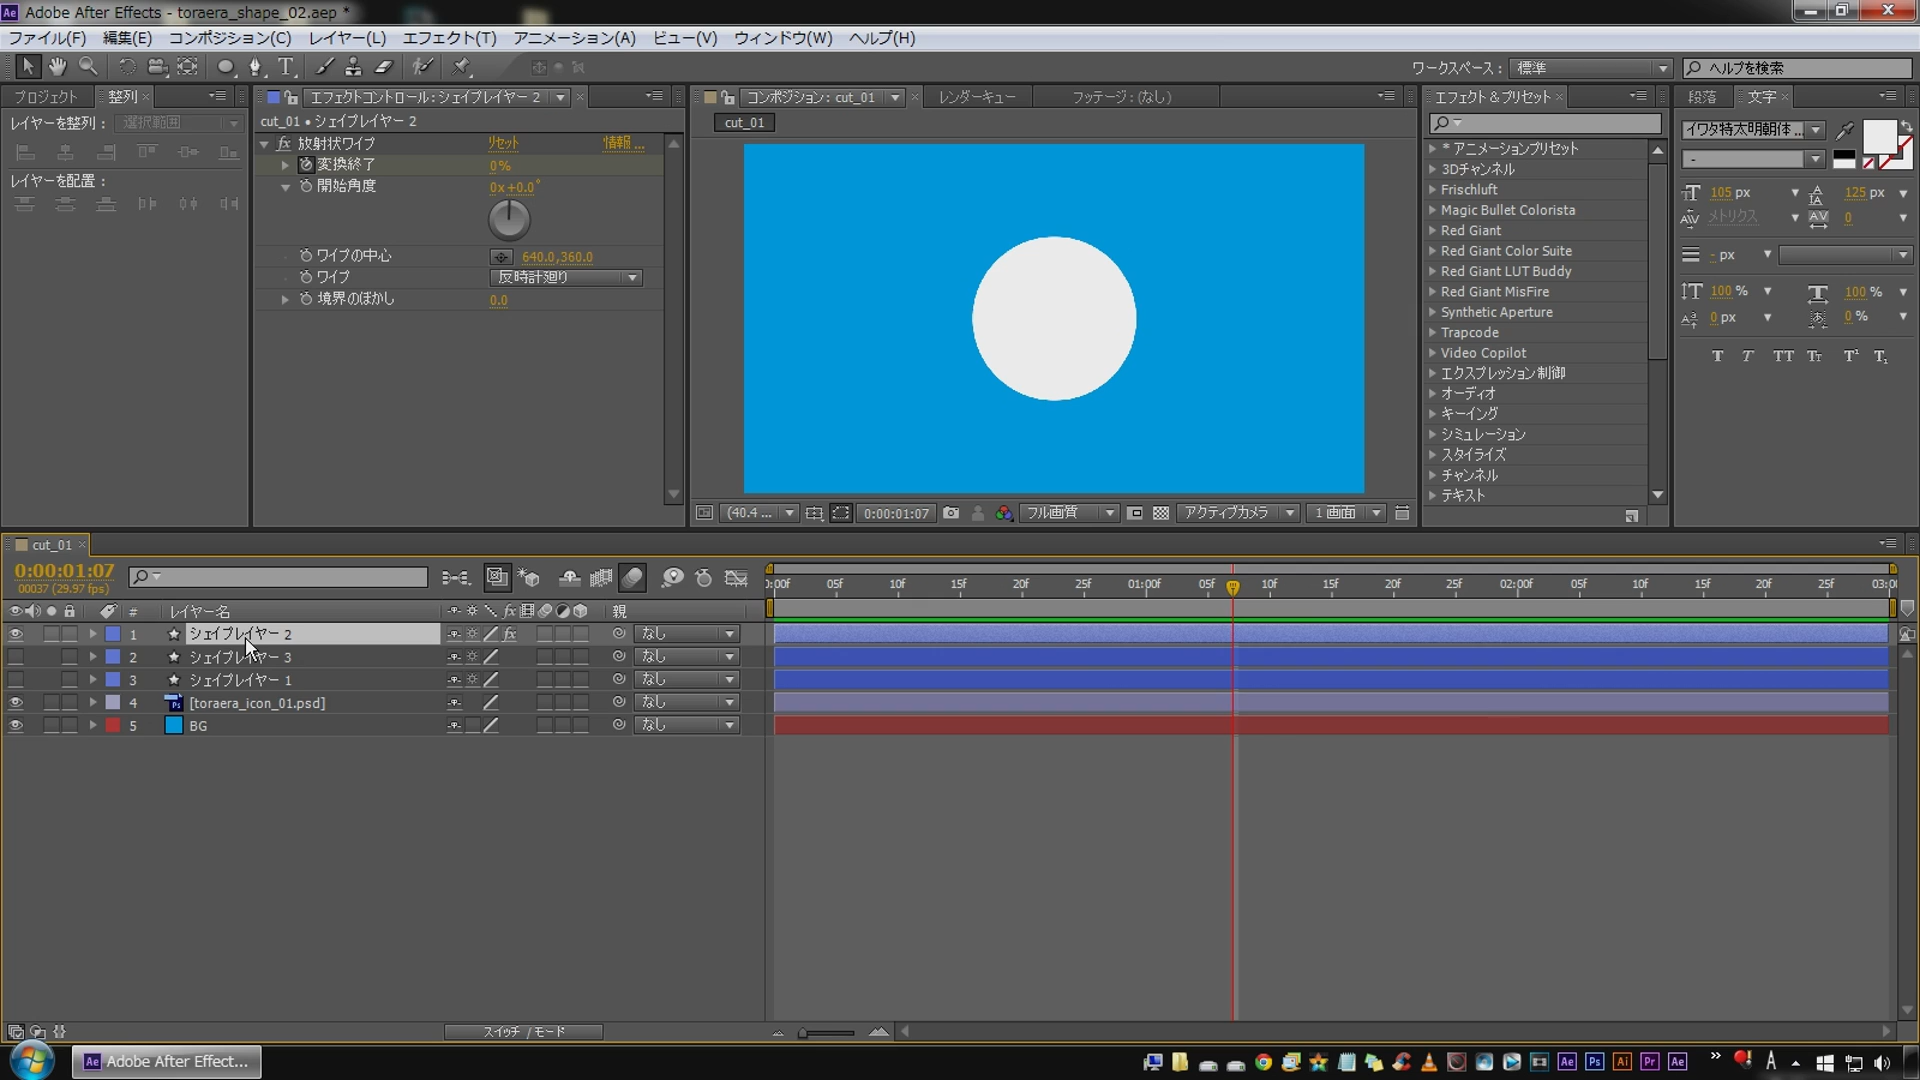 Adobe After Effects - toraera_shape_02.aep *
ファイル(F) 編集(E) コンポジション(C) レイヤー(L) エフェクト(T) アニメーション(A) ビュー(V) ウィンドウ(W) ヘルプ(H)
ワークスペース： 標準 ヘルプを検索
プロジェクト 整列 エフェクトコントロール：シェイプレイヤー 2 コンポジション: cut_01 レンダーキュー フッテージ：(なし) エフェクト＆プリセット 段落 文字
レイヤーを整列： 選択範囲
レイヤーを配置：
cut_01 • シェイプレイヤー 2
放射状ワイプ リセット 情報...
変換終了 0%
開始角度 0x+0.0°
ワイプの中心 640.0,360.0
ワイプ 反時計廻り
境界のぼかし 0.0
cut_01
(40.4 ... 0:00:01:07 フル画質 アクティブカメラ 1 画面
* アニメーションプリセット
3Dチャンネル
Frischluft
Magic Bullet Colorista
Red Giant
Red Giant Color Suite
Red Giant LUT Buddy
Red Giant MisFire
Synthetic Aperture
Trapcode
Video Copilot
エクスプレッション制御
オーディオ
キーイング
シミュレーション
スタイライズ
チャンネル
テキスト
イワタ特太明朝体 ...
-
105 px 125 px
メトリクス 0
- px
100 % 100 %
0 px 0 %
T T TT Tt T¹ T₁
cut_01
0:00:01:07
00037 (29.97 fps)
0:00f 05f 10f 15f 20f 25f 01:00f 05f 10f 15f 20f 25f 02:00f 05f 10f 15f 20f 25f 03:0
# レイヤー名 親
1 シェイプレイヤー 2 なし
2 シェイプレイヤー 3 なし
3 シェイプレイヤー 1 なし
4 [toraera_icon_01.psd] なし
5 BG なし
スイッチ / モード
Adobe After Effect...